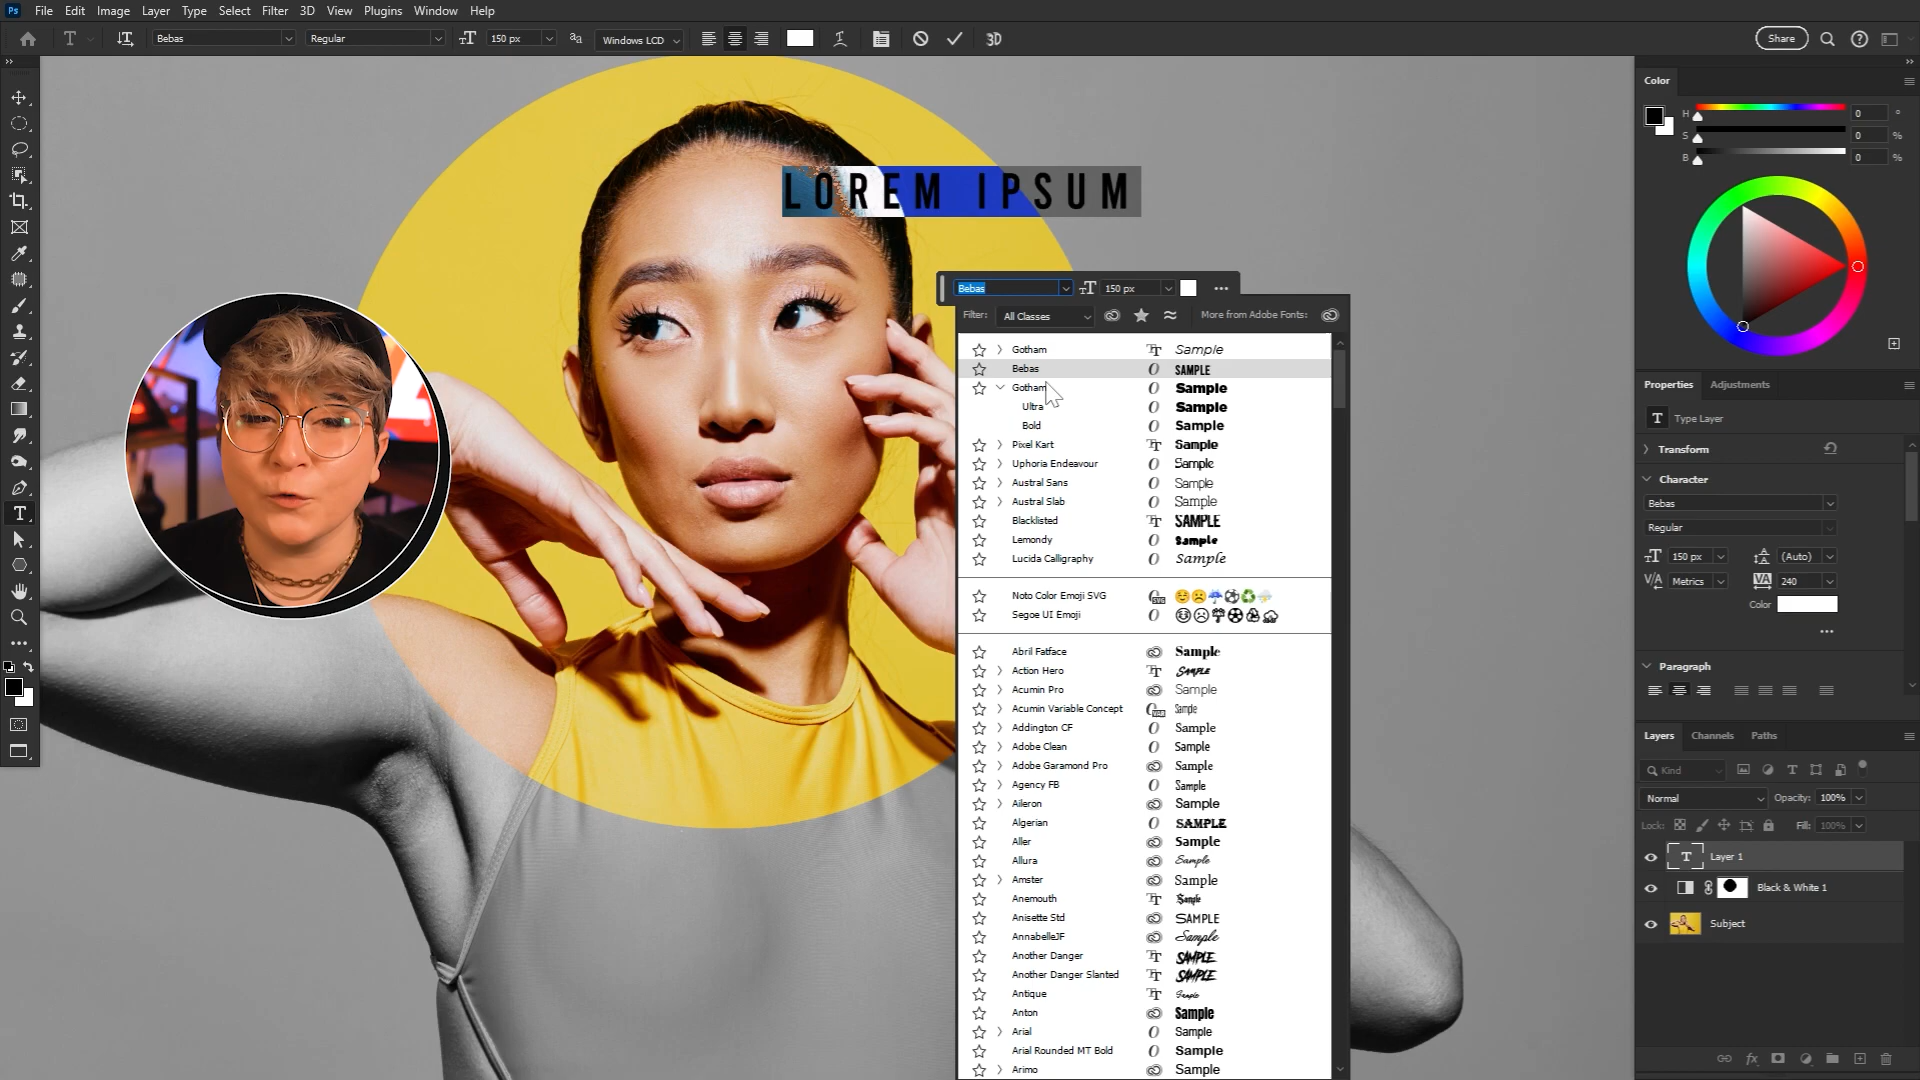 Ps File Edit Image Layer Type Select Filter 3D View Plugins Window Help
Bebas Regular 150 px Windows LCD 3D Share
LOREM IPSUM
Bebas 150 px
Filter: All Classes More from Adobe Fonts:
Gotham Sample
Bebas SAMPLE
Gotham Sample
Ultra Sample
Bold Sample
Pixel Kart Sample
Uphoria Endeavour Sample
Austral Sans Sample
Austral Slab Sample
Blacklisted SAMPLE
Lemondy Sample
Lucida Calligraphy Sample
Noto Color Emoji SVG
Segoe UI Emoji
Abril Fatface Sample
Action Hero Sample
Acumin Pro Sample
Acumin Variable Concept Sample
Addington CF Sample
Adobe Clean Sample
Adobe Garamond Pro Sample
Agency FB Sample
Aileron Sample
Algerian SAMPLE
Aller Sample
Allura Sample
Amster Sample
Anemouth Sample
Anisette Std SAMPLE
AnnabelleJF Sample
Another Danger SAMPLE
Another Danger Slanted SAMPLE
Antique Sample
Anton Sample
Arial Sample
Arial Rounded MT Bold Sample
Arimo Sample
Color
H 0 °
S 0 %
B 0 %
Properties Adjustments
T Type Layer
Transform
Character
Bebas
Regular
150 px (Auto)
Metrics 240
Color
Paragraph
Layers Channels Paths
Kind
Normal Opacity: 100%
Lock: Fill: 100%
T Layer 1
Black & White 1
Subject